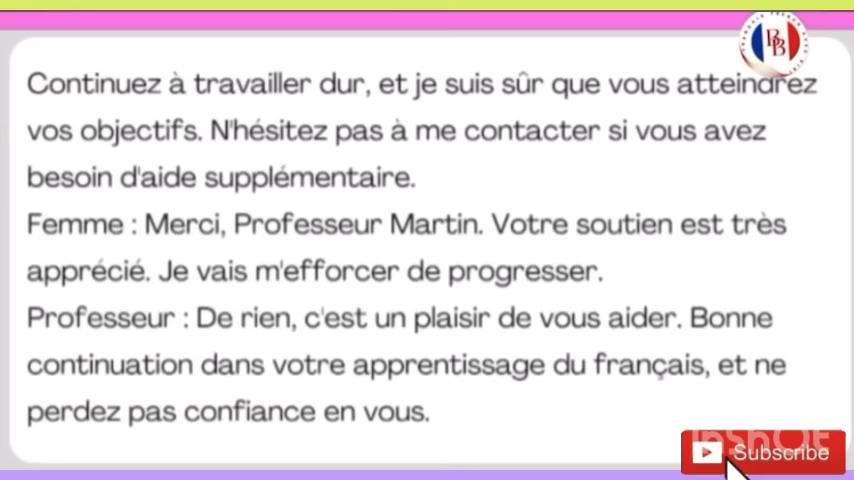 Continuez à travailler dur, et je suis sûr que vous atteindrez
vos objectifs. N'hésitez pas à me contacter si vous avez
besoin d'aide supplémentaire.
Femme : Merci, Professeur Martin. Votre soutien est très
apprécié. Je vais m'efforcer de progresser.
Professeur : De rien, c'est un plaisir de vous aider. Bonne
continuation dans votre apprentissage du français, et ne
perdez pas confiance en vous.
InShOt
Subscribe